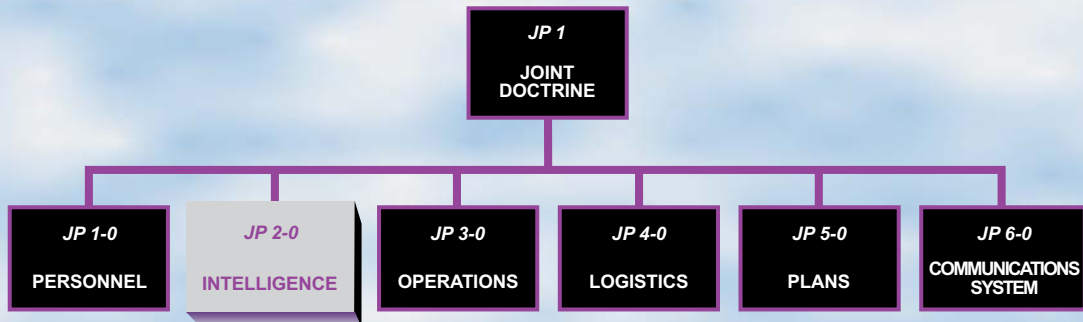 JP 1
JOINT
DOCTRINE
JP 1-0
PERSONNEL
JP 2-0
INTELLIGENCE
JP 3-0
OPERATIONS
JP 4-0
LOGISTICS
JP 5-0
PLANS
JP 6-0
COMMUNICATIONS
SYSTEM